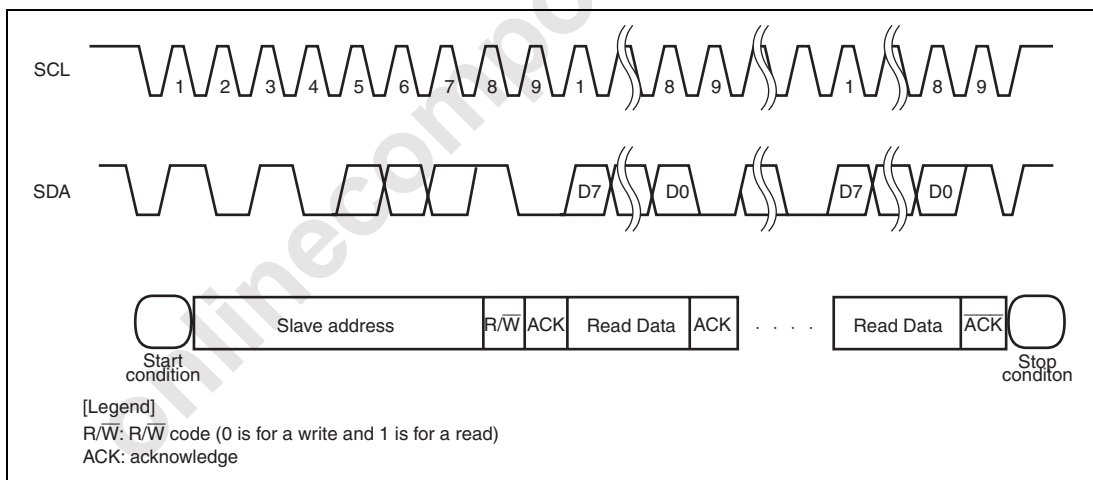 SCL
1 2 3 4 5 6 7 8 9 1 8 9 1 8 9
SDA
D7 D0 D7 D0
Slave address R/W̅ ACK Read Data ACK . . . . Read Data A̅C̅K̅
Start condition
Stop conditon
[Legend]
R/W̅: R/W̅ code (0 is for a write and 1 is for a read)
ACK: acknowledge
onlinecompo